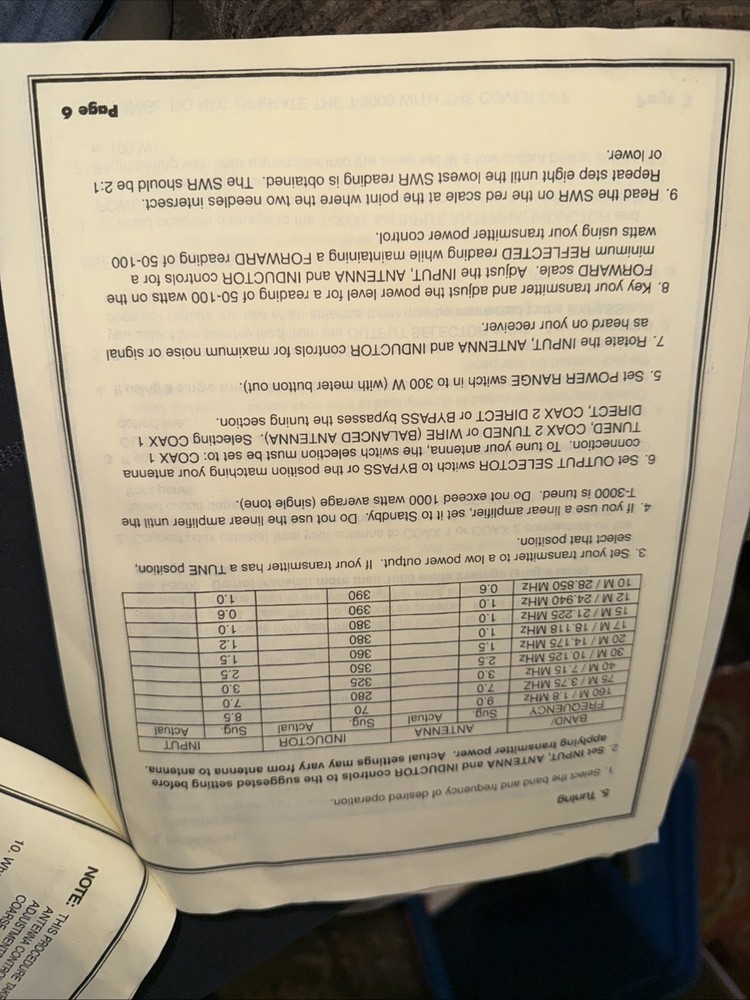 5. Tuning
1. Select the band and frequency of desired operation.
2. Set INPUT, ANTENNA and INDUCTOR controls to the suggested setting before
applying transmitter power. Actual settings may vary from antenna to antenna.
BAND/ ANTENNA INDUCTOR INPUT
FREQUENCY Sug. Actual Sug. Actual Sug. Actual
160 M / 1.8 MHz 9.0 70 8.5
75 M / 3.75 MHZ 7.0 280 7.0
40 M / 7.15 MHz 3.0 325 3.0
30 M / 10.125 MHz 2.5 350 2.5
20 M / 14.175 MHz 1.5 360 1.5
17 M / 18.118 MHz 1.0 380 1.2
15 M / 21.225 MHz 1.0 380 1.0
12 M / 24.940 MHz 1.0 390 0.6
10 M / 28.850 MHz 0.6 390 1.0
3. Set your transmitter to a low power output. If your transmitter has a TUNE position,
select that position.
4. If you use a linear amplifier, set it to Standby. Do not use the linear amplifier until the
T-3000 is tuned. Do not exceed 1000 watts average (single tone).
6. Set OUTPUT SELECTOR switch to BYPASS or the position matching your antenna
connection. To tune your antenna, the switch selection must be set to: COAX 1
TUNED, COAX 2 TUNED or WIRE (BALANCED ANTENNA). Selecting COAX 1
DIRECT, COAX 2 DIRECT or BYPASS bypasses the tuning section.
5. Set POWER RANGE switch in to 300 W (with meter button out).
7. Rotate the INPUT, ANTENNA and INDUCTOR controls for maximum noise or signal
as heard on your receiver.
8. Key your transmitter and adjust the power level for a reading of 50-100 watts on the
FORWARD scale. Adjust the INPUT, ANTENNA and INDUCTOR controls for a
minimum REFLECTED reading while maintaining a FORWARD reading of 50-100
watts using your transmitter power control.
9. Read the SWR on the red scale at the point where the two needles intersect.
Repeat step eight until the lowest SWR reading is obtained. The SWR should be 2:1
or lower.
Page 6
NOTE: THIS PROCEDURE
ANTENNA
COARSE
10.